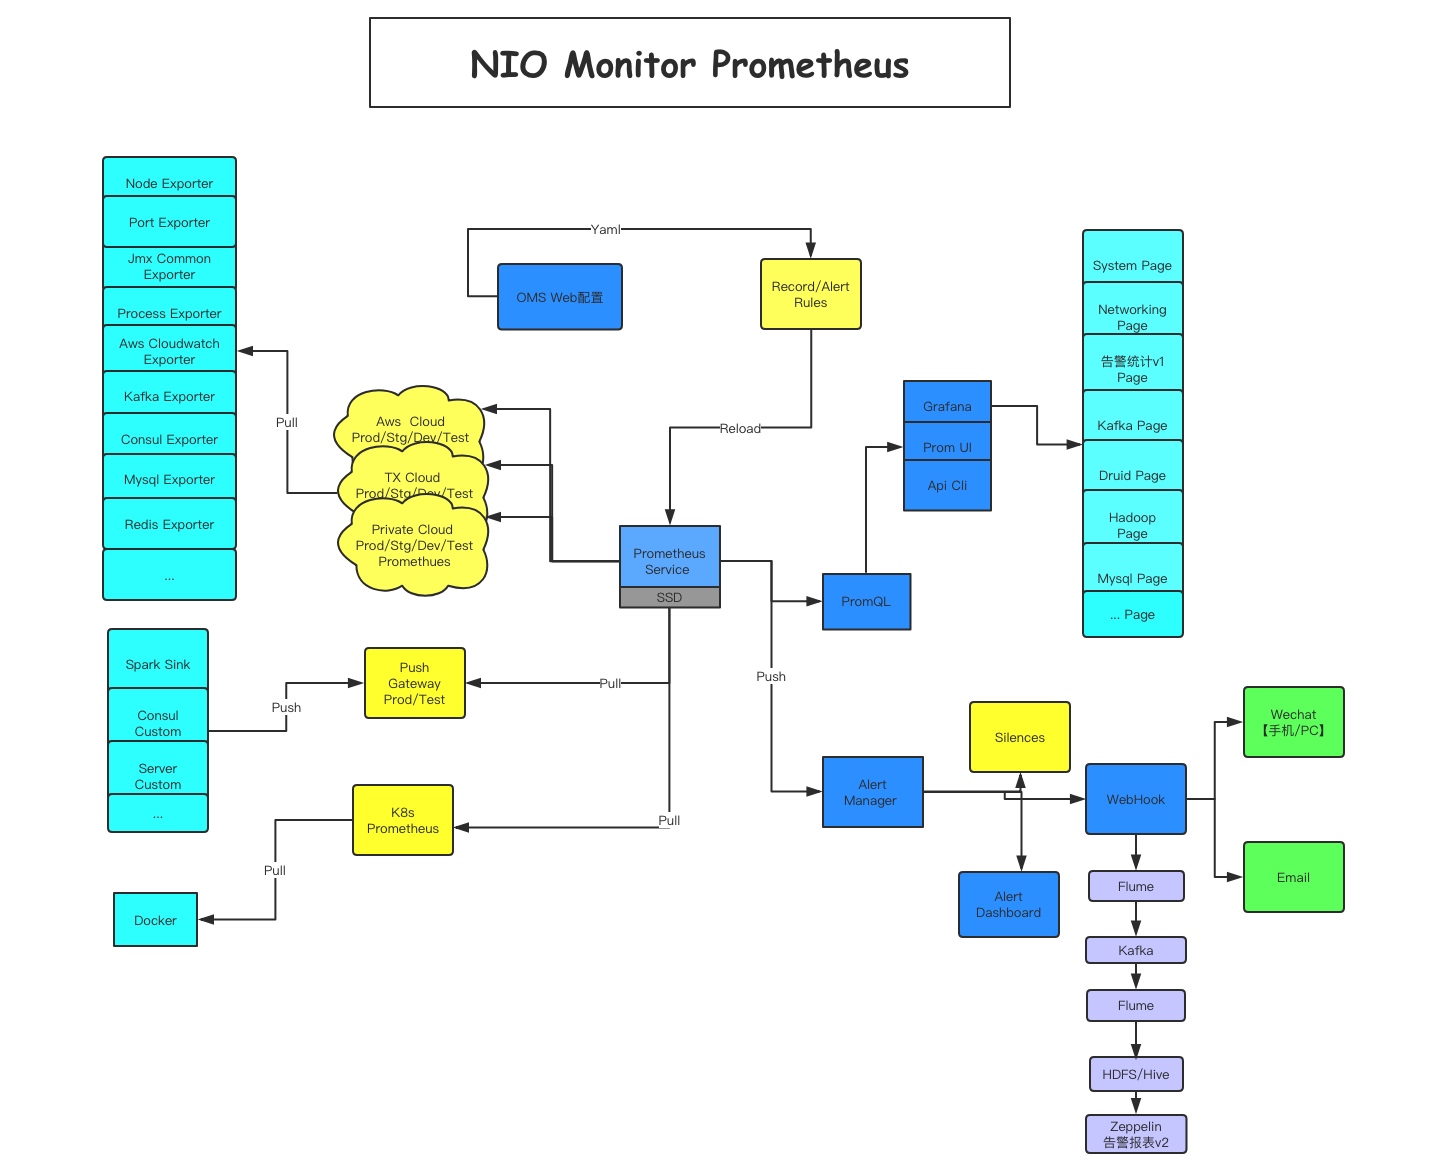 NIO Monitor Prometheus
Node Exporter
Port Exporter
Jmx Common
Exporter
Process Exporter
Aws Cloudwatch
Exporter
Kafka Exporter
Consul Exporter
Mysql Exporter
Redis Exporter
...
Pull
Yaml
OMS Web配置
Record/Alert
Rules
Reload
Aws Cloud
Prod/Stg/Dev/Test
TX Cloud
Prod/Stg/Dev/Test
Private Cloud
Prod/Stg/Dev/Test
Promethues
Prometheus
Service
SSD
Grafana
Prom UI
Api Cli
PromQL
System Page
Networking
Page
告警统计v1
Page
Kafka Page
Druid Page
Hadoop
Page
Mysql Page
... Page
Spark Sink
Consul
Custom
Server
Custom
...
Push
Push
Gateway
Prod/Test
Pull
Push
K8s
Prometheus
Pull
Pull
Docker
Alert
Manager
Silences
Alert
Dashboard
WebHook
Wechat
【手机/PC】
Email
Flume
Kafka
Flume
HDFS/Hive
Zeppelin
告警报表v2